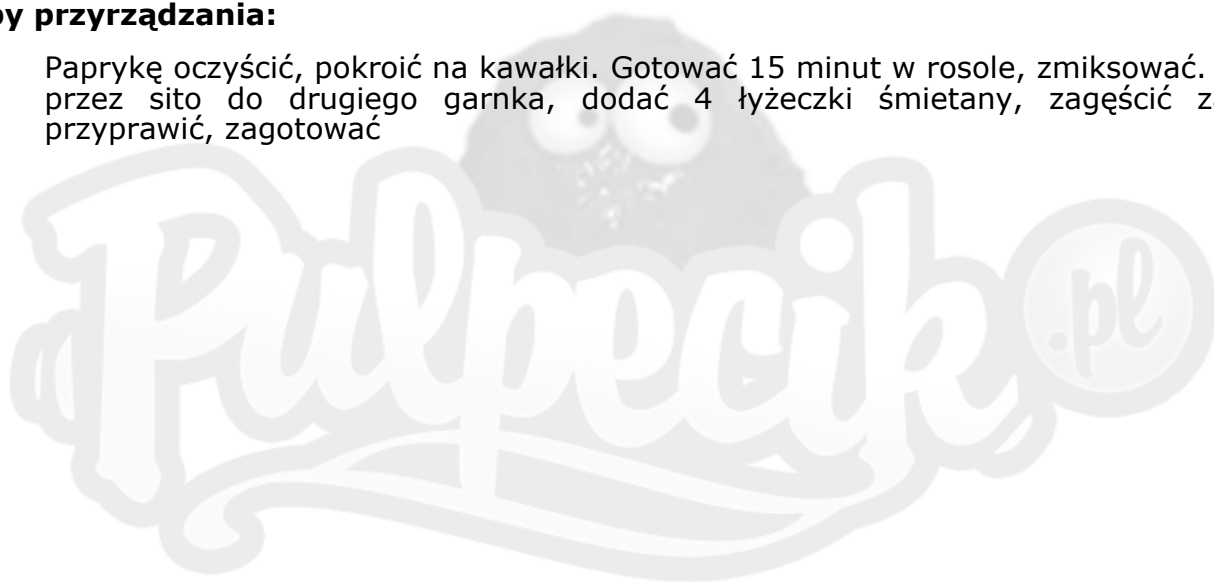 by przyrządzania:
Paprykę oczyścić, pokroić na kawałki. Gotować 15 minut w rosole, zmiksować.
przez sito do drugiego garnka, dodać 4 łyżeczki śmietany, zagęścić
przyprawić, zagotować
Pulpecik.pl